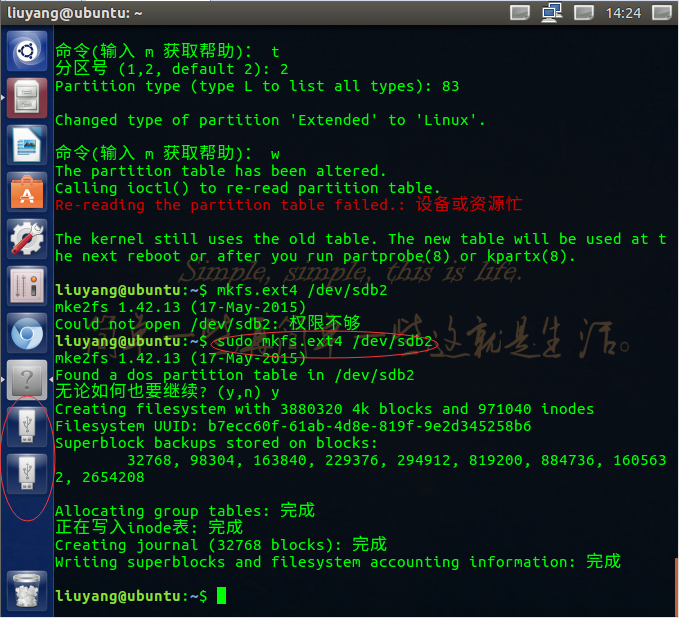 liuyang@ubuntu: ~
14:24
命令(输入 m 获取帮助)： t
分区号 (1,2, default 2): 2
Partition type (type L to list all types): 83
Changed type of partition 'Extended' to 'Linux'.
命令(输入 m 获取帮助)： w
The partition table has been altered.
Calling ioctl() to re-read partition table.
Re-reading the partition table failed.: 设备或资源忙
The kernel still uses the old table. The new table will be used at t
he next reboot or after you run partprobe(8) or kpartx(8).
Simple, simple, this is life.
liuyang@ubuntu:~$ mkfs.ext4 /dev/sdb2
mke2fs 1.42.13 (17-May-2015)
Could not open /dev/sdb2: 权限不够
liuyang@ubuntu:~$ sudo mkfs.ext4 /dev/sdb2
一些这就是生活。
mke2fs 1.42.13 (17-May-2015)
Found a dos partition table in /dev/sdb2
无论如何也要继续? (y,n) y
Creating filesystem with 3880320 4k blocks and 971040 inodes
Filesystem UUID: b7ecc60f-61ab-4d8e-819f-9e2d345258b6
Superblock backups stored on blocks:
32768, 98304, 163840, 229376, 294912, 819200, 884736, 160563
2, 2654208
Allocating group tables: 完成
正在写入inode表: 完成
Creating journal (32768 blocks): 完成
Writing superblocks and filesystem accounting information: 完成
liuyang@ubuntu:~$